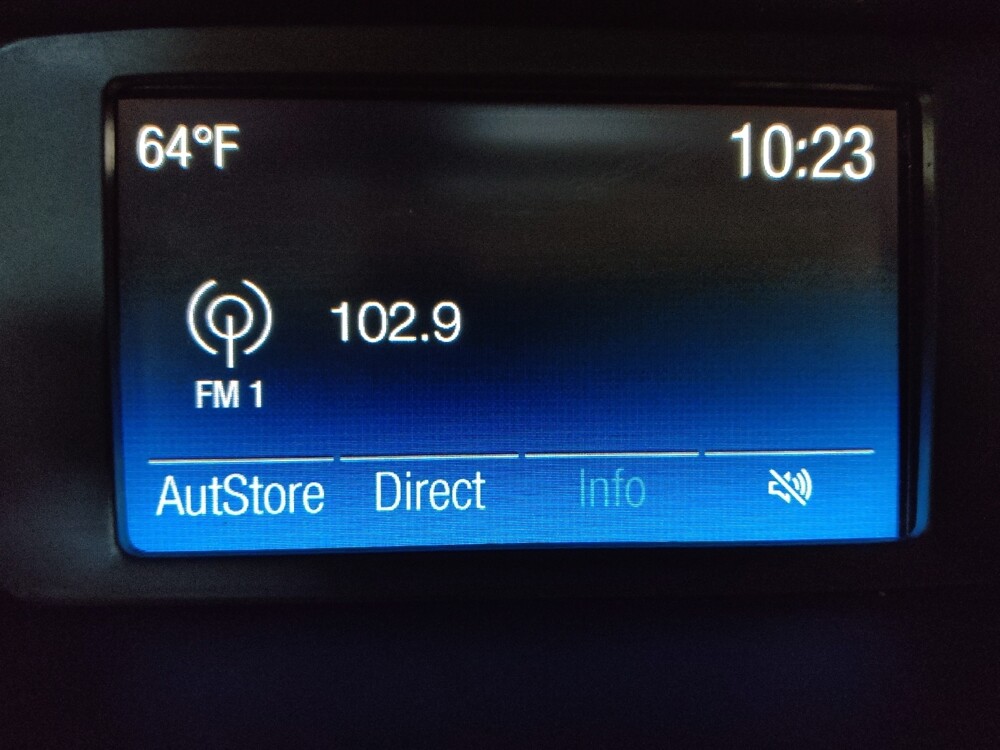 64°F 10:23
102.9
FM 1
AutStore Direct Info